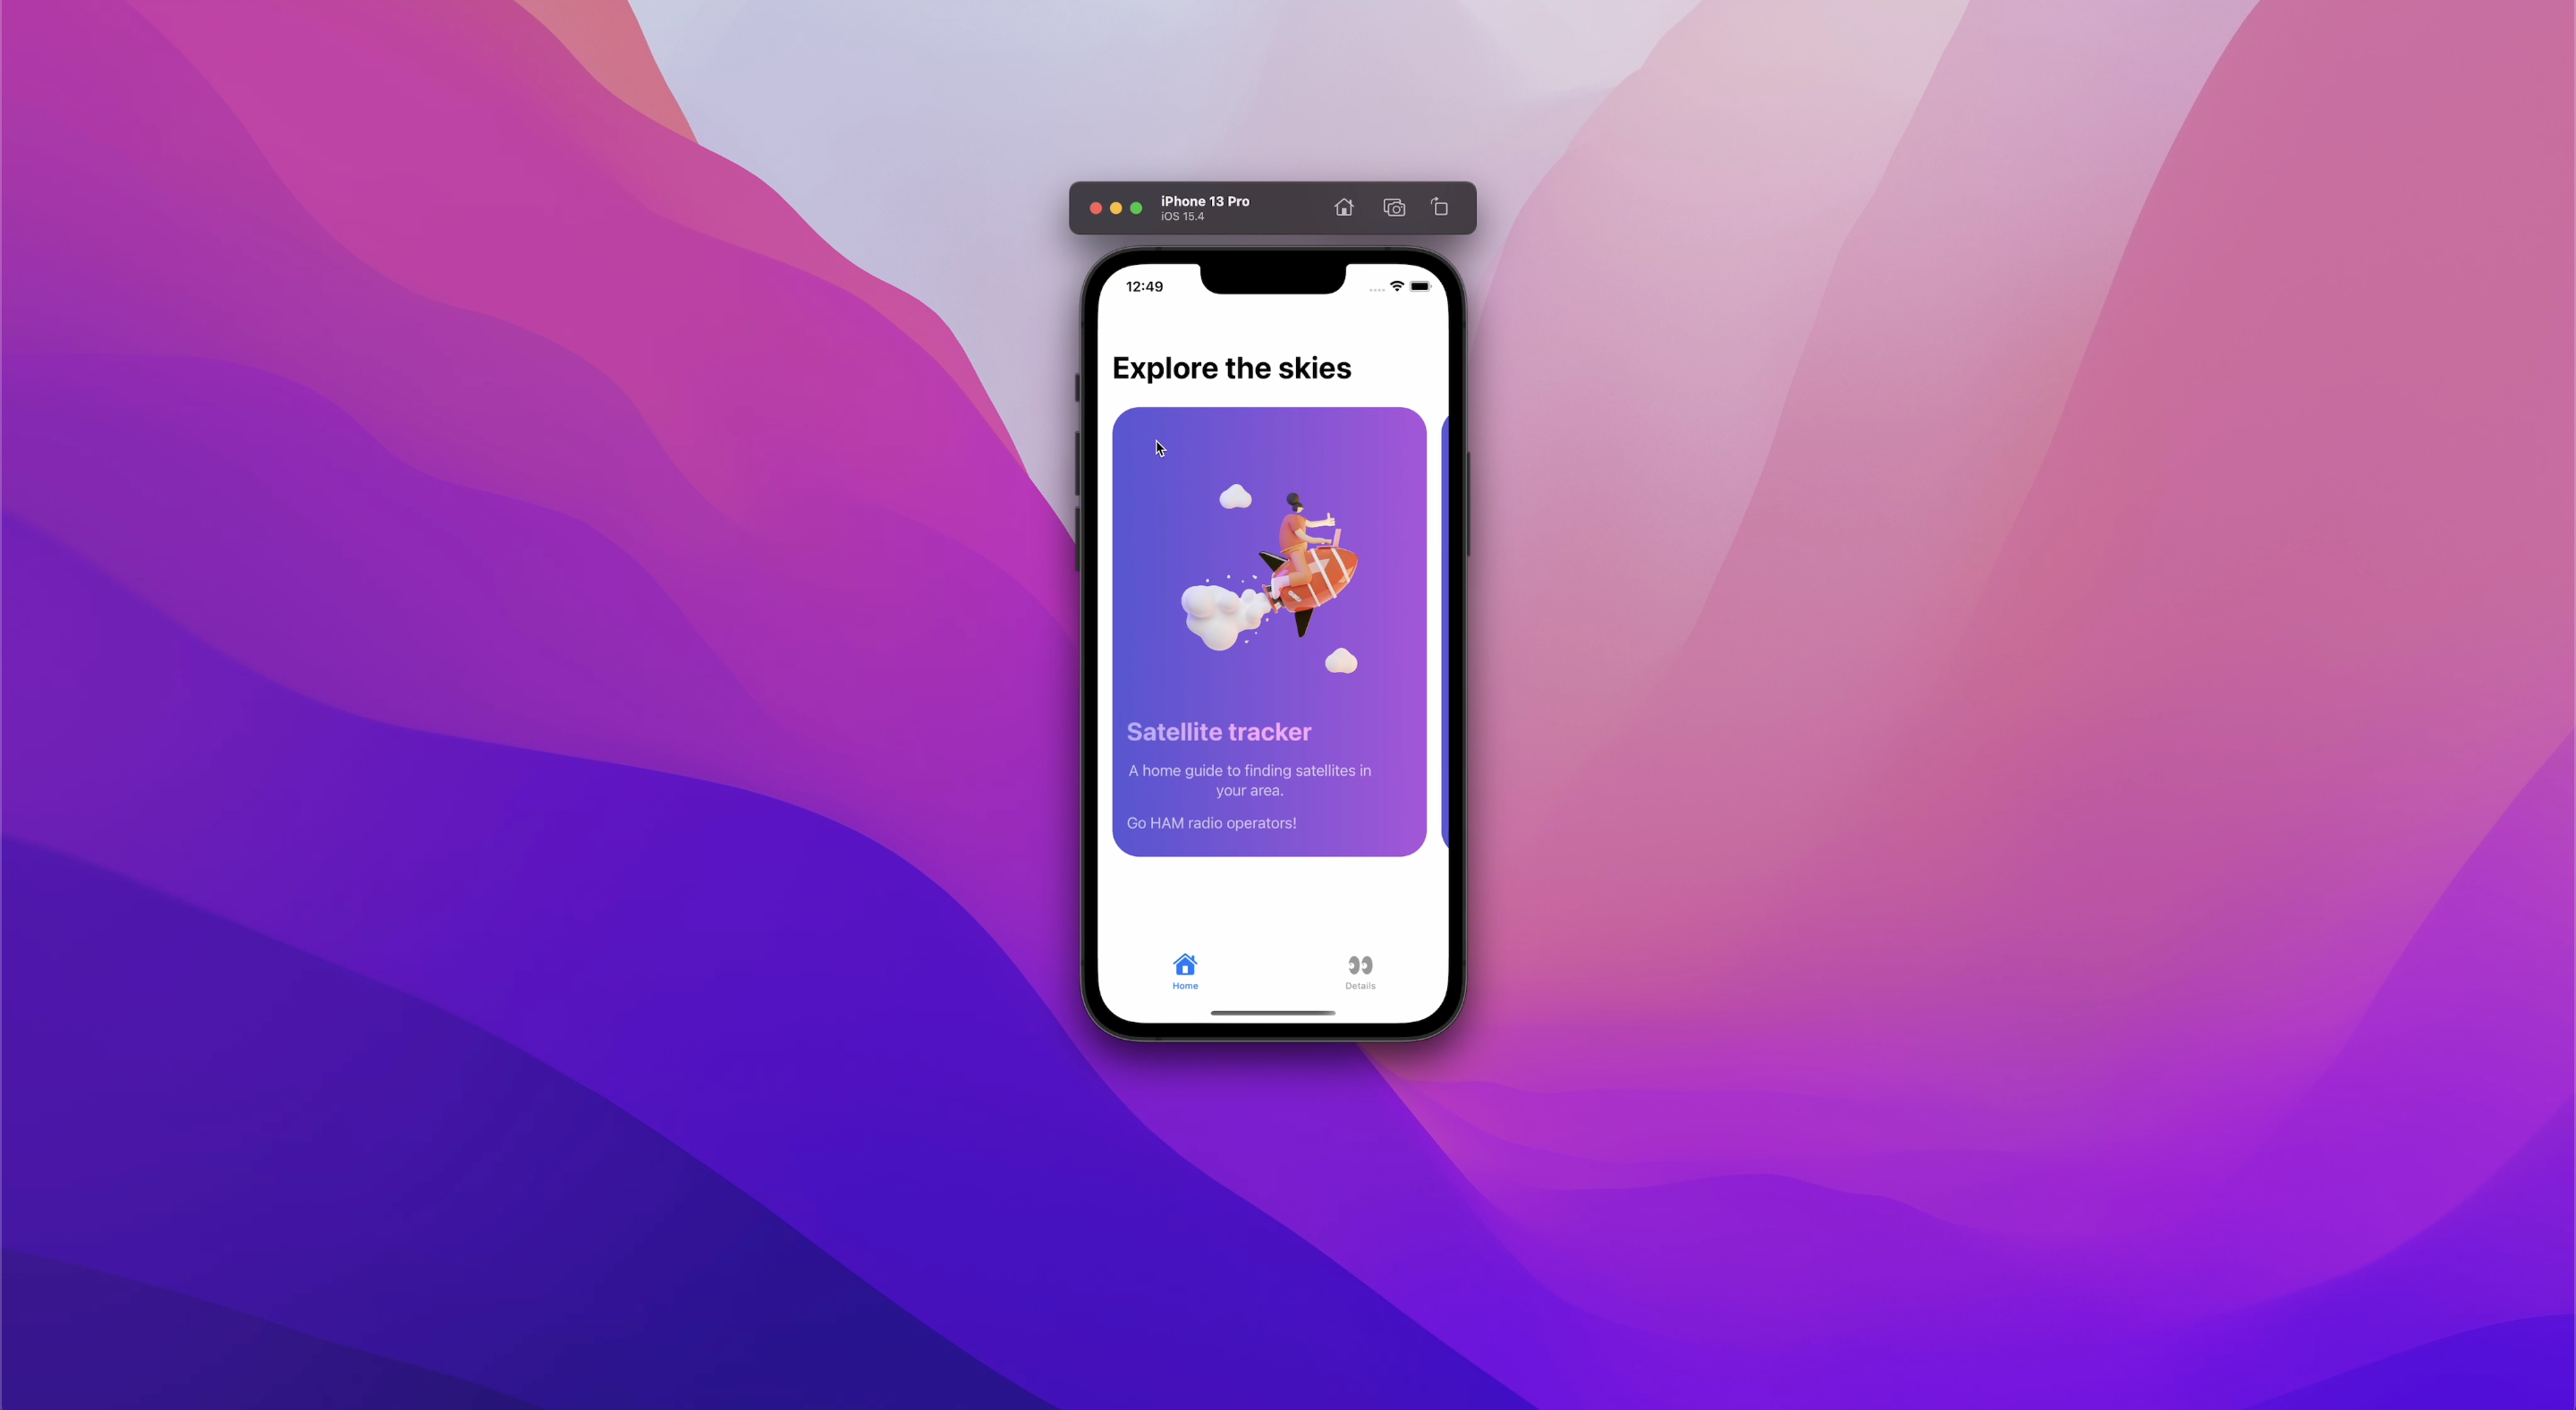 iPhone 13 Pro
iOS 15.4
12:49
Explore the skies
Satellite tracker
A home guide to finding satellites in
your area.
Go HAM radio operators!
Home
Details